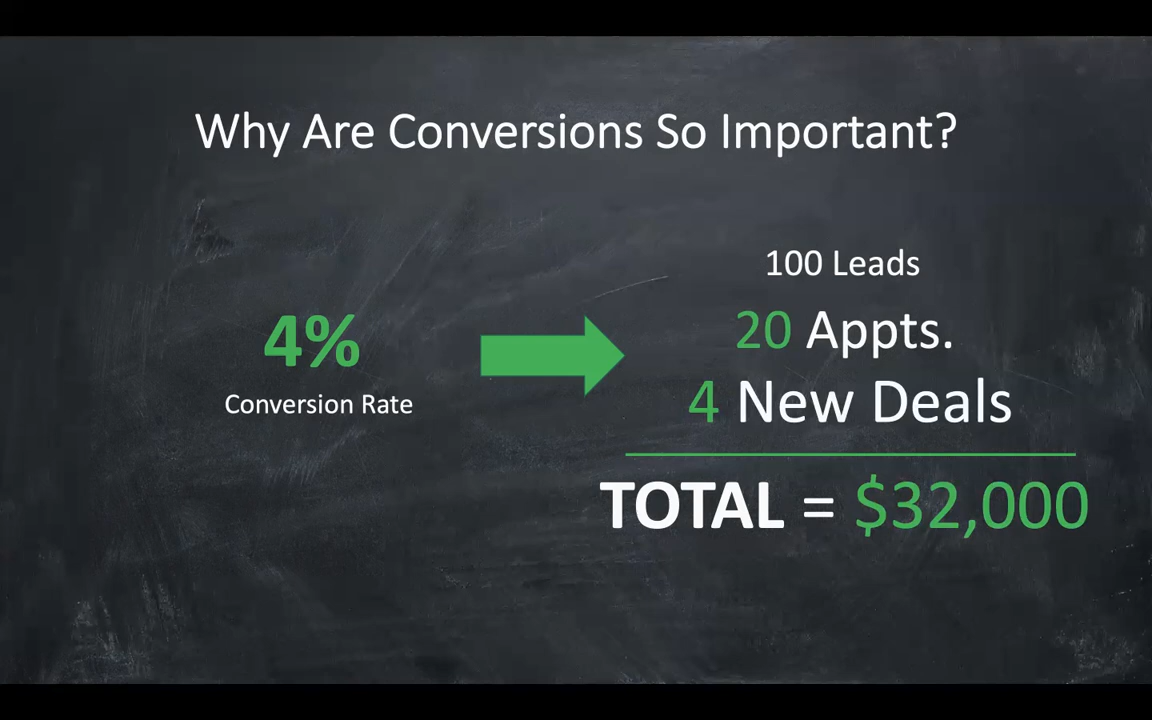 Why Are Conversions So Important?
4%
Conversion Rate
100 Leads
20 Appts.
4 New Deals
TOTAL = $32,000